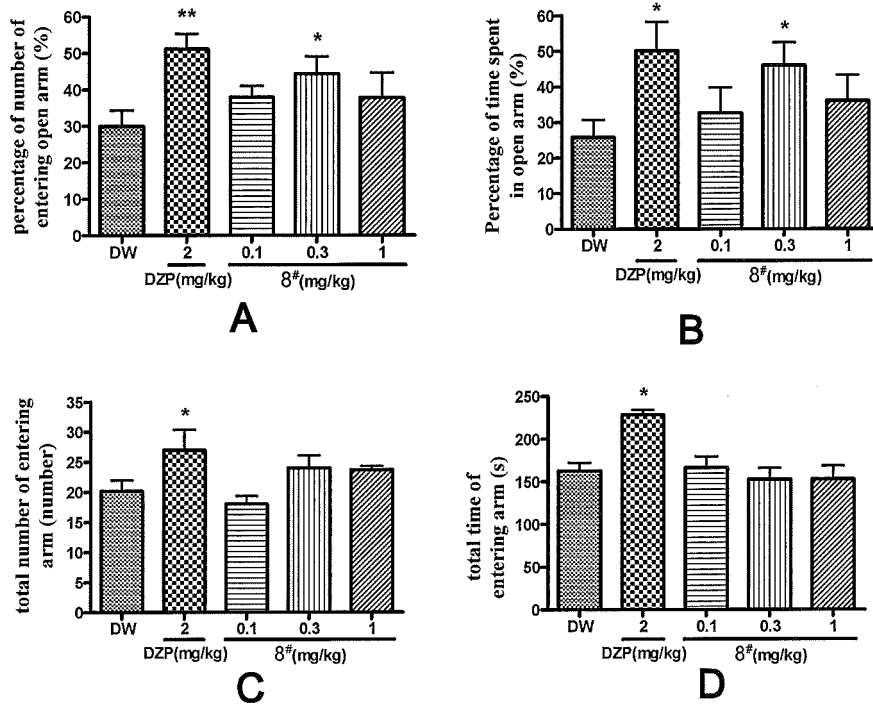 percentage of number of
entering open arm (%)
60
50
40
30
20
10
0
**
*
DW
2
0.1
0.3
1
DZP(mg/kg)
8#(mg/kg)
A
Percentage of time spent
in open arm (%)
60
50
40
30
20
10
0
*
*
DW
2
0.1
0.3
1
DZP(mg/kg)
8#(mg/kg)
B
total number of entering
arm (number)
35
30
25
20
15
10
5
0
*
DW
2
0.1
0.3
1
DZP(mg/kg)
8#(mg/kg)
C
total time of
entering arm (s)
250
200
150
100
50
0
*
DW
2
0.1
0.3
1
DZP(mg/kg)
8#(mg/kg)
D